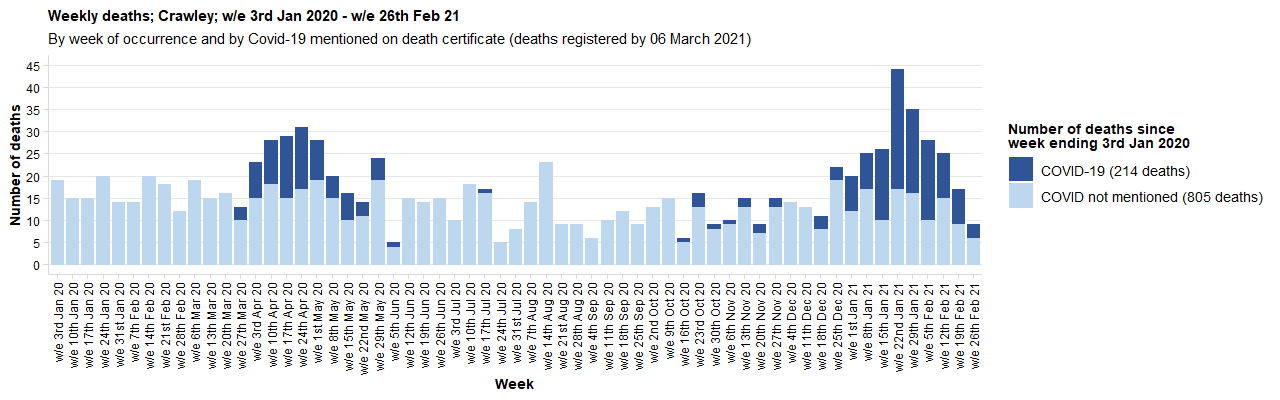 Weekly deaths; Crawley; w/e 3rd Jan 2020 - w/e 26th Feb 21
By week of occurrence and by Covid-19 mentioned on death certificate (deaths registered by 06 March 2021)
Number of deaths
45
40
35
30
25
20
15
10
5
0
w/e 3rd Jan 20
w/e 10th Jan 20
w/e 17th Jan 20
w/e 24th Jan 20
w/e 31st Jan 20
w/e 7th Feb 20
w/e 14th Feb 20
w/e 21st Feb 20
w/e 28th Feb 20
w/e 6th Mar 20
w/e 13th Mar 20
w/e 20th Mar 20
w/e 27th Mar 20
w/e 3rd Apr 20
w/e 10th Apr 20
w/e 17th Apr 20
w/e 24th Apr 20
w/e 1st May 20
w/e 8th May 20
w/e 15th May 20
w/e 22nd May 20
w/e 29th May 20
w/e 5th Jun 20
w/e 12th Jun 20
w/e 19th Jun 20
w/e 26th Jun 20
w/e 3rd Jul 20
w/e 10th Jul 20
w/e 17th Jul 20
w/e 24th Jul 20
w/e 31st Jul 20
w/e 7th Aug 20
w/e 14th Aug 20
w/e 21st Aug 20
w/e 28th Aug 20
w/e 4th Sep 20
w/e 11th Sep 20
w/e 18th Sep 20
w/e 25th Sep 20
w/e 2nd Oct 20
w/e 9th Oct 20
w/e 16th Oct 20
w/e 23rd Oct 20
w/e 30th Oct 20
w/e 6th Nov 20
w/e 13th Nov 20
w/e 20th Nov 20
w/e 27th Nov 20
w/e 4th Dec 20
w/e 11th Dec 20
w/e 18th Dec 20
w/e 25th Dec 20
w/e 1st Jan 21
w/e 8th Jan 21
w/e 15th Jan 21
w/e 22nd Jan 21
w/e 29th Jan 21
w/e 5th Feb 21
w/e 12th Feb 21
w/e 19th Feb 21
w/e 26th Feb 21
Week
Number of deaths since
week ending 3rd Jan 2020
COVID-19 (214 deaths)
COVID not mentioned (805 deaths)